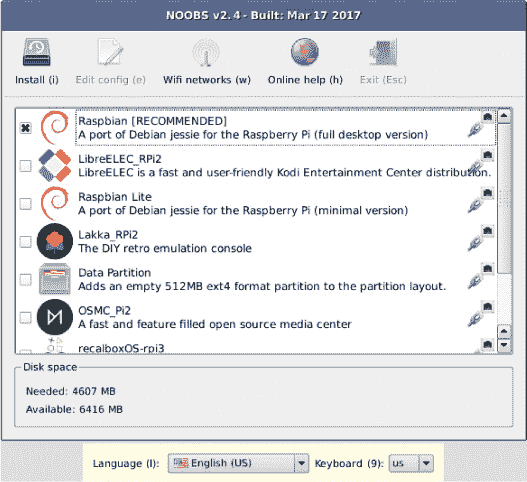 NOOBS v2.4 - Built: Mar 17 2017
Install (i)
Edit config (e)
Wifi networks (w)
Online help (h)
Exit (Esc)
Raspbian [RECOMMENDED]
A port of Debian jessie for the Raspberry Pi (full desktop version)
LibreELEC_RPi2
LibreELEC is a fast and user-friendly Kodi Entertainment Center distribution.
Raspbian Lite
A port of Debian jessie for the Raspberry Pi (minimal version)
Lakka_RPi2
The DIY retro emulation console
Data Partition
Adds an empty 512MB ext4 format partition to the partition layout.
OSMC_Pi2
A fast and feature filled open source media center
recalboxOS-rpi3
Disk space
Needed: 4607 MB
Available: 6416 MB
Language (l): English (US) Keyboard (9): us